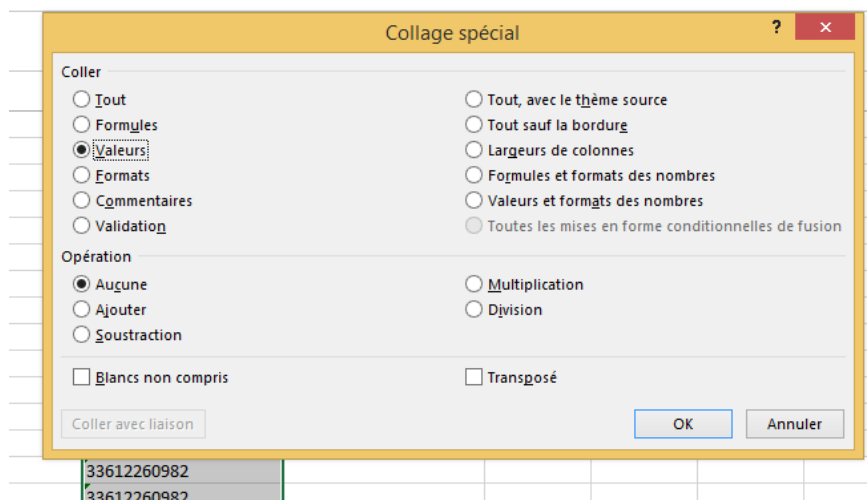 Collage spécial
?
Coller
Tout
Tout, avec le thème source
Formules
Tout sauf la bordure
Valeurs
Largeurs de colonnes
Formats
Formules et formats des nombres
Commentaires
Valeurs et formats des nombres
Validation
Toutes les mises en forme conditionnelles de fusion
Opération
Aucune
Multiplication
Ajouter
Division
Soustraction
Blancs non compris
Transposé
Coller avec liaison
OK
Annuler
33612260982
33612260982